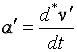 𝜶′ = d*𝝂′/dt